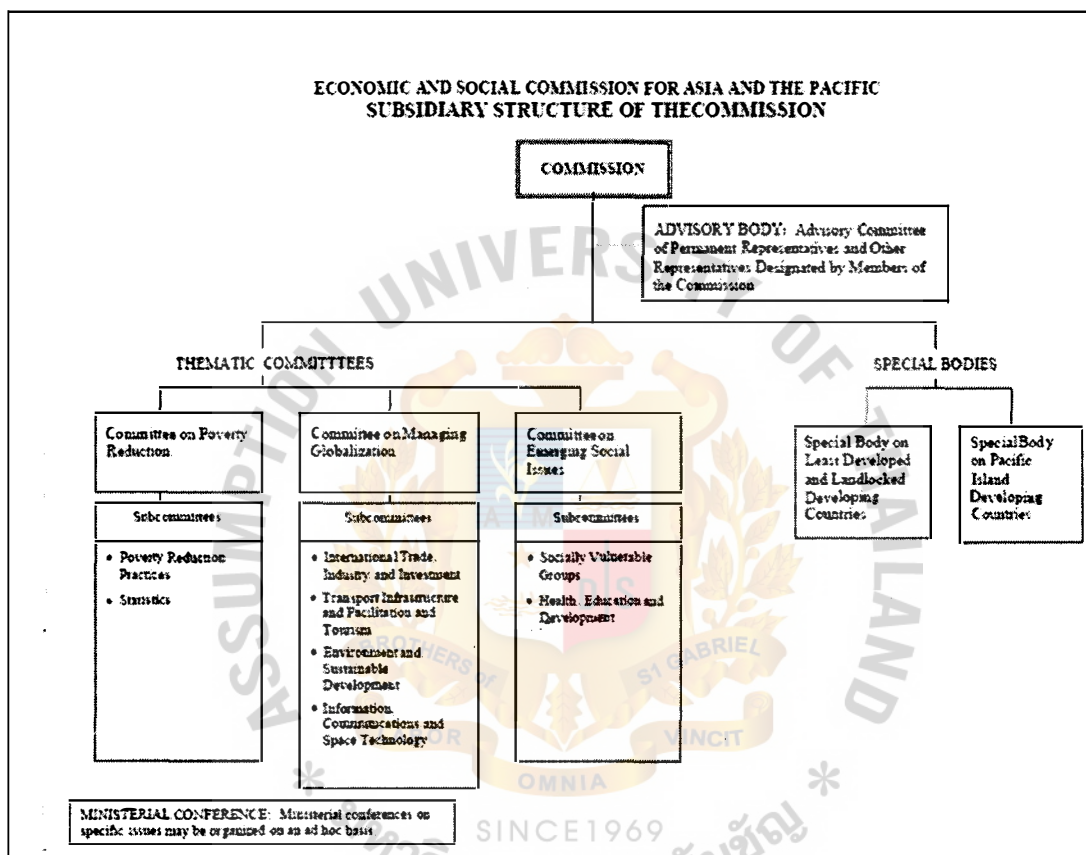 ECONOMIC AND SOCIAL COMMISSION FOR ASIA AND THE PACIFIC
SUBSIDIARY STRUCTURE OF THECOMMISSION
COMMISSION
ADVISORY BODY: Advisory Committee
of Permanent Representatives and Other
Representatives Designated by Members of
the Commission
THEMATIC COMMITTTEES
SPECIAL BODIES
Committee on Poverty
Reduction
Committee on Managing
Globalization
Committee on
Emerging Social
Issues
Special Body on
Least Developed
and Landlocked
Developing
Countries
Special Body
on Pacific
Island
Developing
Countries
Subcommittees
• Poverty Reduction
Practices
• Statistics
Subcommittees
• International Trade,
Industry and Investment
• Transport Infrastructure
and Facilitation and
Tourism
• Environment and
Sustainable
Development
• Information,
Communications and
Space Technology
Subcommittees
• Socially Vulnerable
Groups
• Health, Education and
Development
MINISTERIAL CONFERENCE: Ministerial conferences on
specific issues may be organized on an ad hoc basis
ASSUMPTION UNIVERSITY OF THAILAND
BROTHERS of
ST GABRIEL
LABOR
OMNIA
VINCIT
SINCE1969